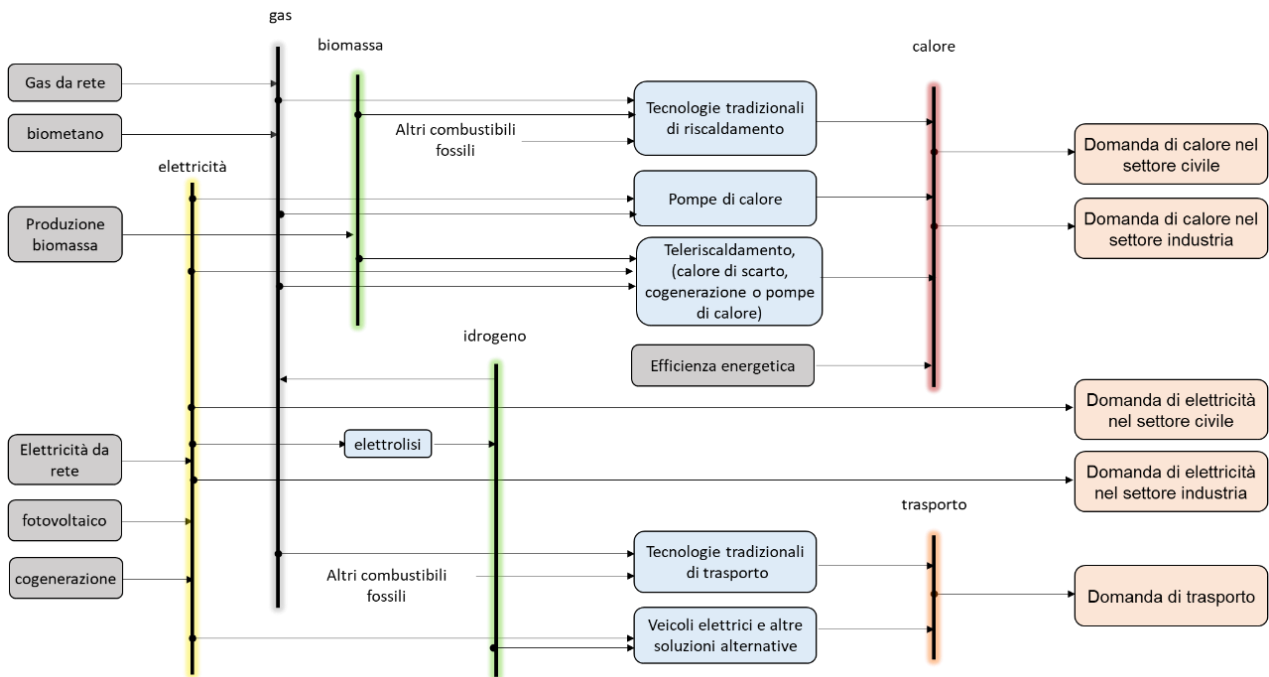 gas
biomassa
calore
Gas da rete
biometano
elettricità
Produzione
biomassa
Altri combustibili
fossili
Tecnologie tradizionali
di riscaldamento
Pompe di calore
Teleriscaldamento,
(calore di scarto,
cogenerazione o pompe
di calore)
Efficienza energetica
Domanda di calore nel
settore civile
Domanda di calore nel
settore industria
idrogeno
Domanda di elettricità
nel settore civile
elettrolisi
Elettricità da
rete
Domanda di elettricità
nel settore industria
fotovoltaico
cogenerazione
trasporto
Altri combustibili
fossili
Tecnologie tradizionali
di trasporto
Domanda di trasporto
Veicoli elettrici e altre
soluzioni alternative